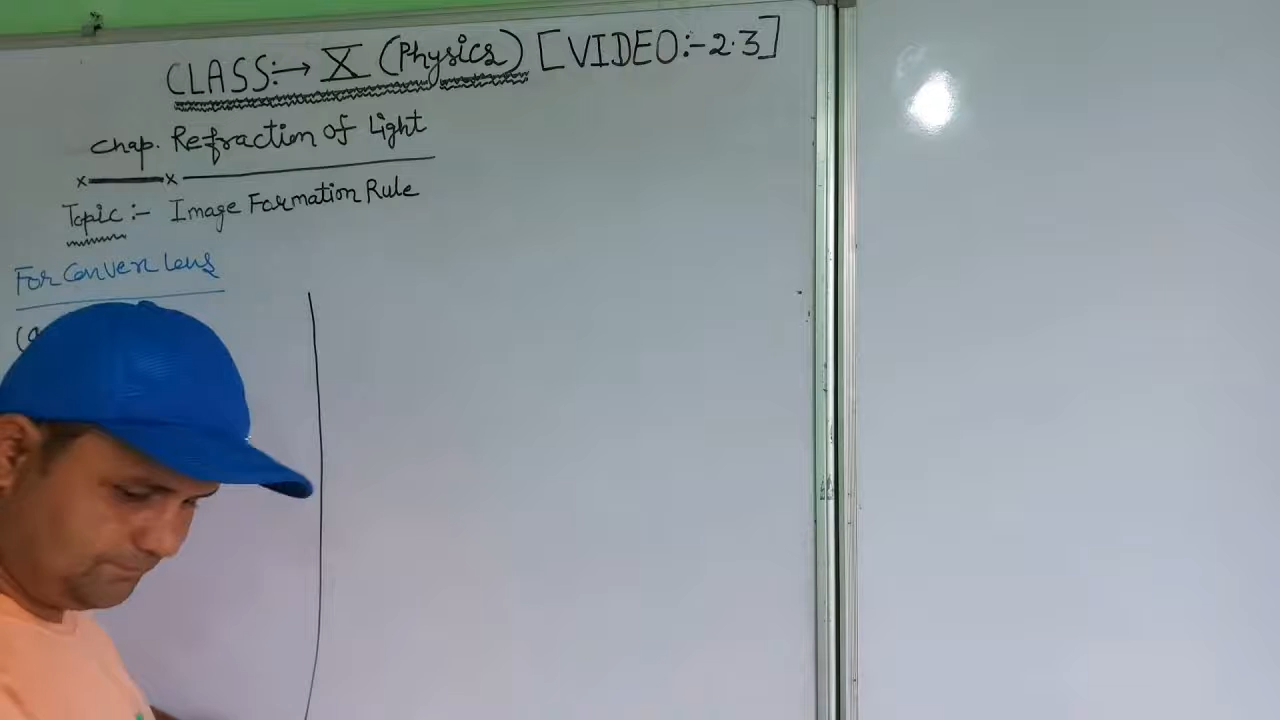 CLASS:→ X (Physics) [VIDEO:-2.3]
Chap. Refraction of Light
Topic :- Image Formation Rule
For Convex Lens
(a